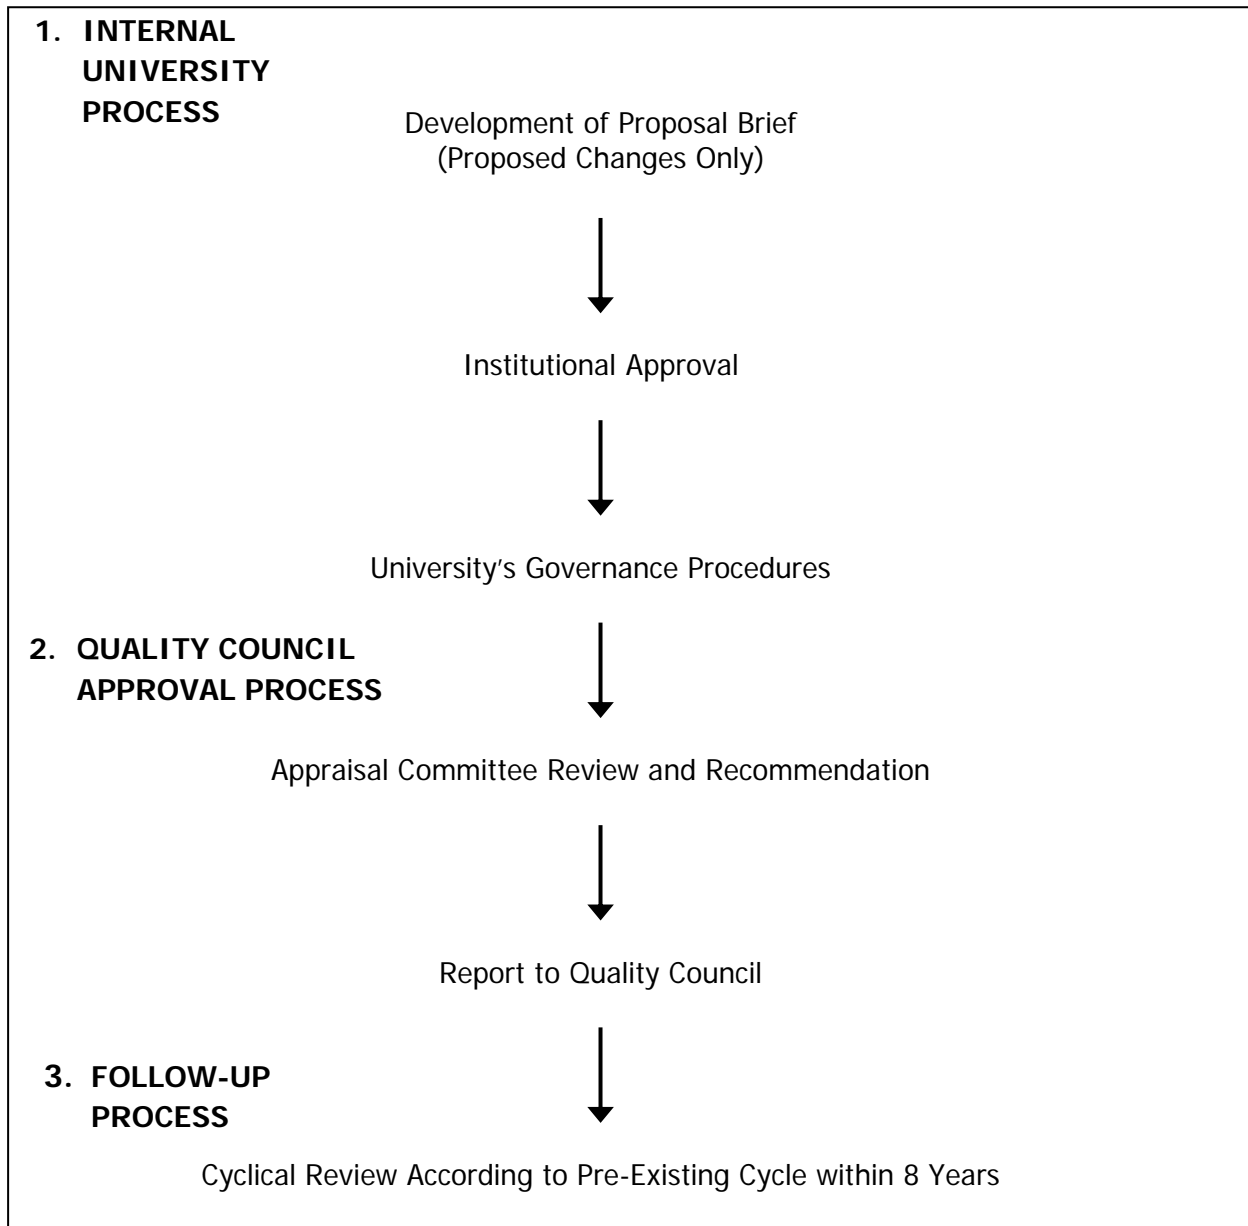 1. INTERNAL
UNIVERSITY
PROCESS
Development of Proposal Brief
(Proposed Changes Only)
Institutional Approval
University's Governance Procedures
2. QUALITY COUNCIL
APPROVAL PROCESS
Appraisal Committee Review and Recommendation
Report to Quality Council
3. FOLLOW-UP
PROCESS
Cyclical Review According to Pre-Existing Cycle within 8 Years